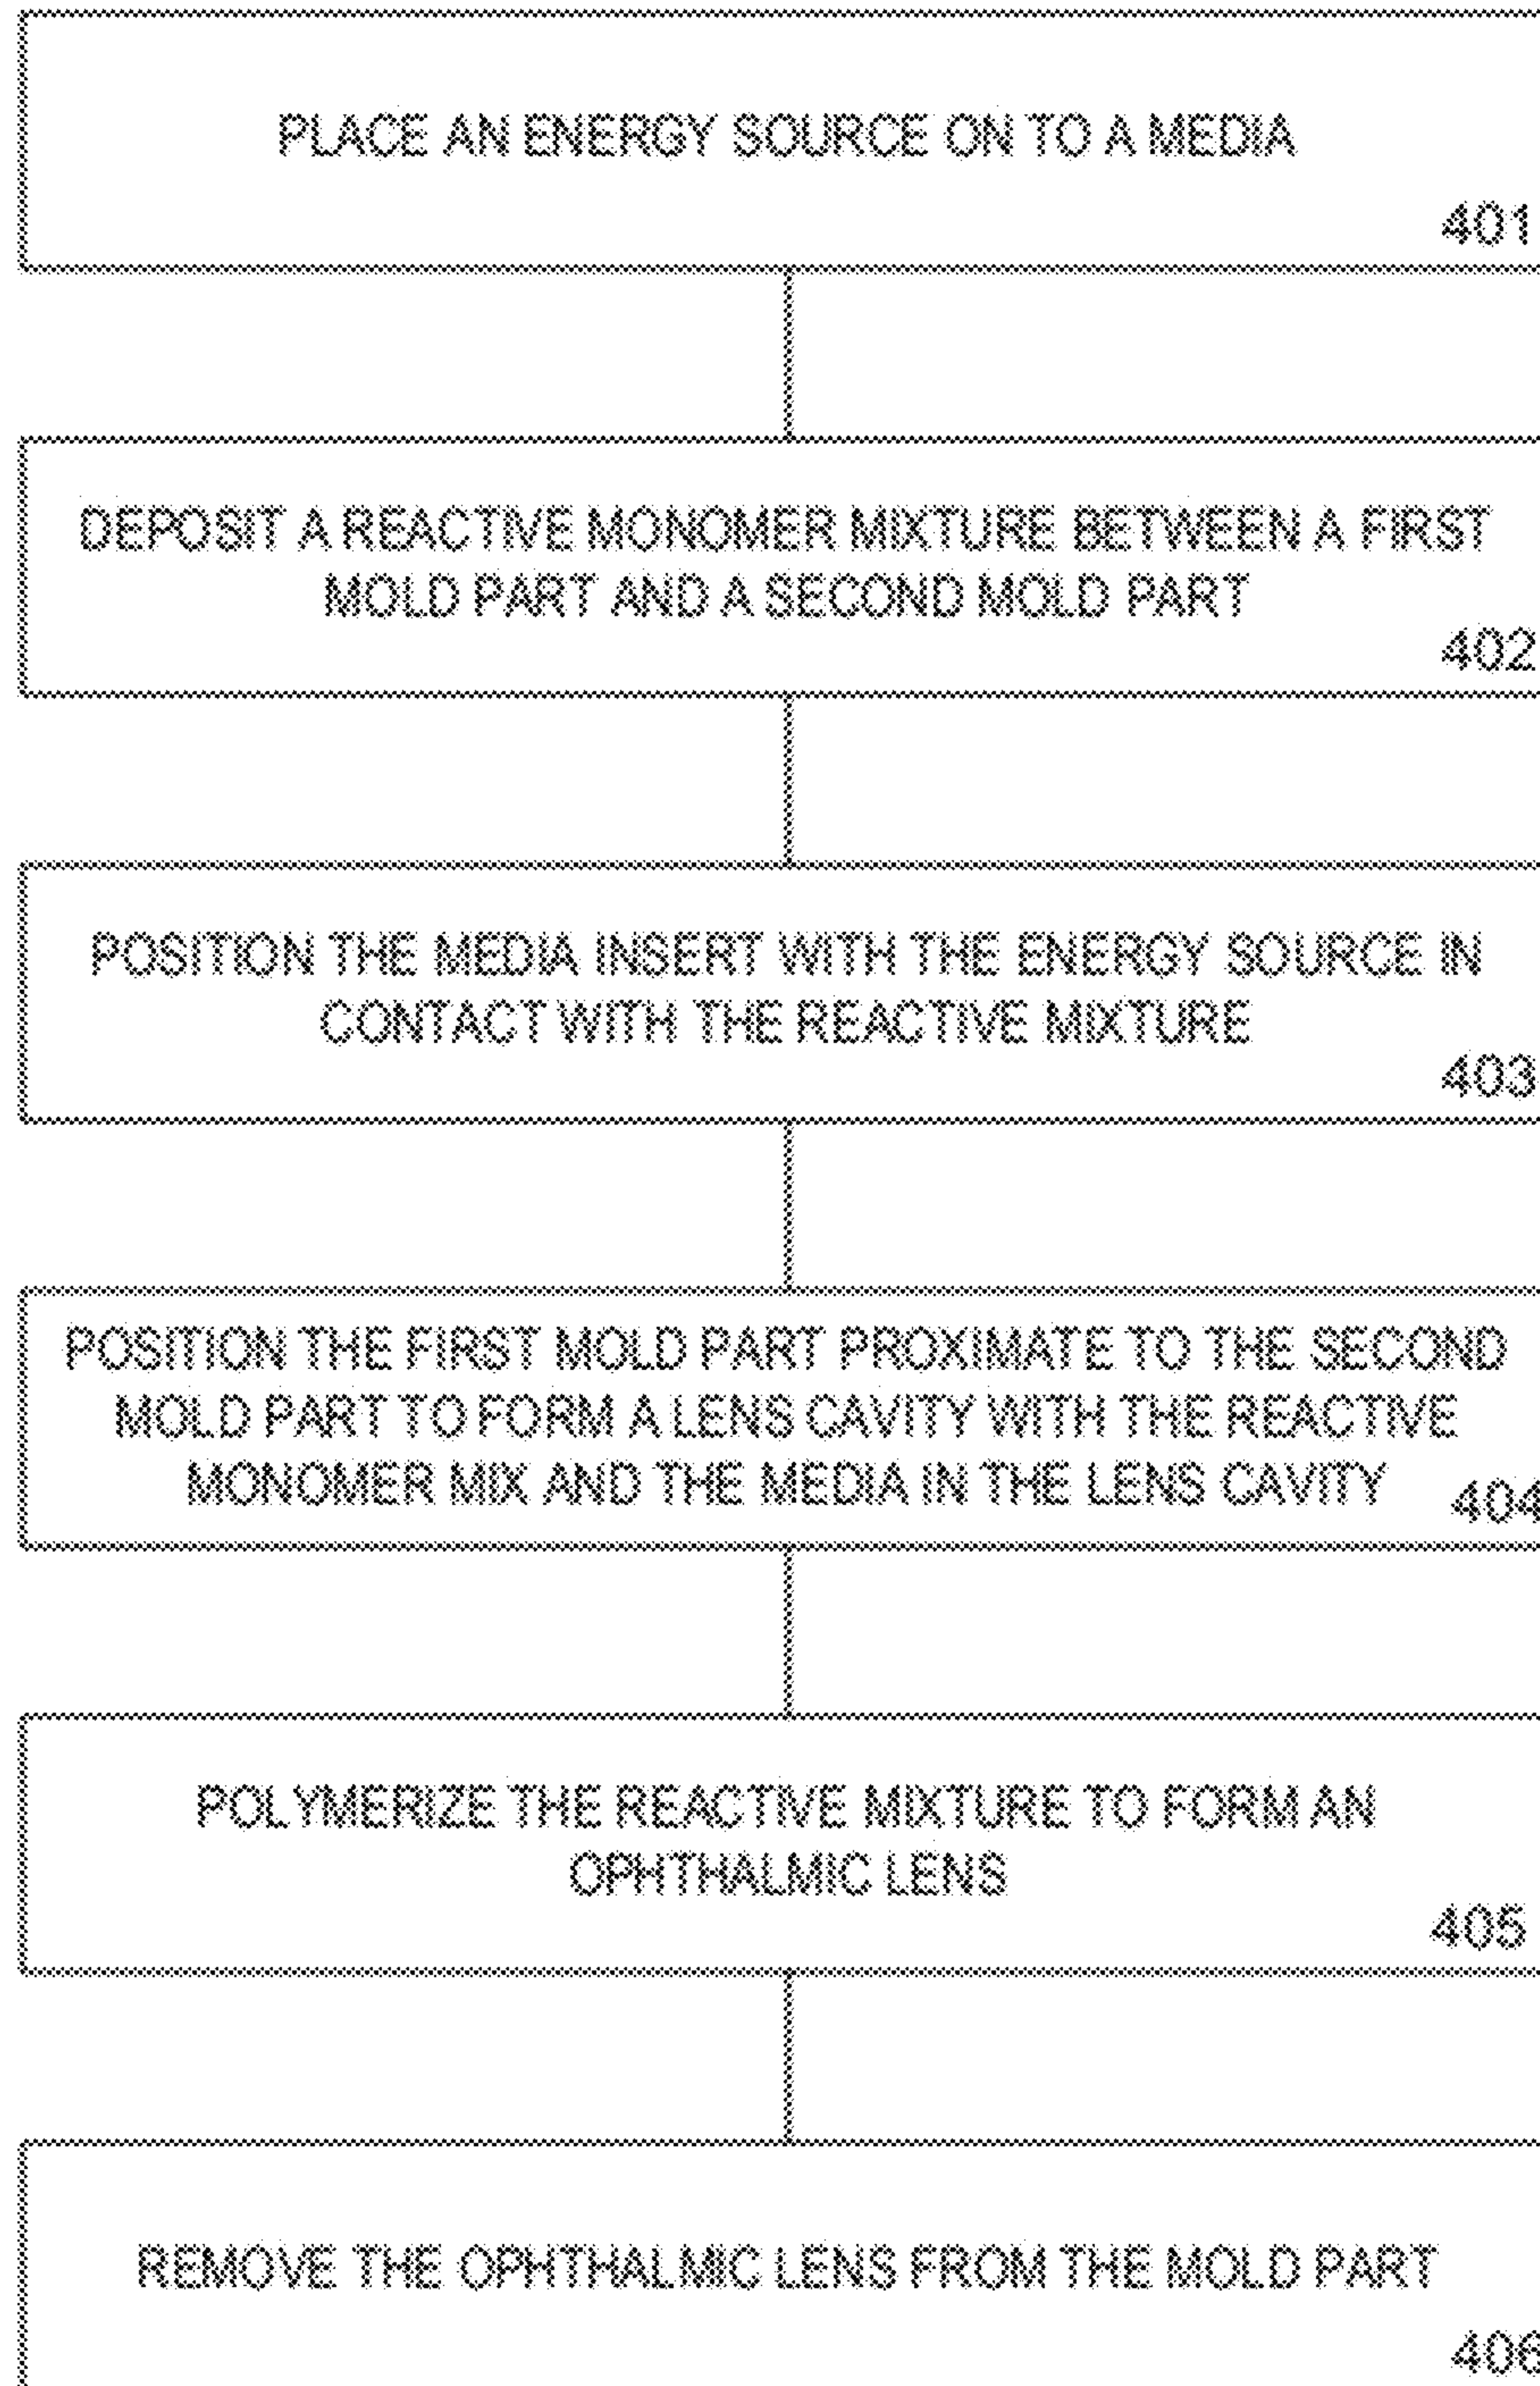 PLACE AN ENERGY SOURCE ON TO A MEDIA
401
DEPOSIT A REACTIVE MONOMER MIXTURE BETWEEN A FIRST
MOLD PART AND A SECOND MOLD PART
402
POSITION THE MEDIA INSERT WITH THE ENERGY SOURCE IN
CONTACT WITH THE REACTIVE MIXTURE
403
POSITION THE FIRST MOLD PART PROXIMATE TO THE SECOND
MOLD PART TO FORM A LENS CAVITY WITH THE REACTIVE
MONOMER MIX AND THE MEDIA IN THE LENS CAVITY
404
POLYMERIZE THE REACTIVE MIXTURE TO FORM AN
OPHTHALMIC LENS
405
REMOVE THE OPHTHALMIC LENS FROM THE MOLD PART
406